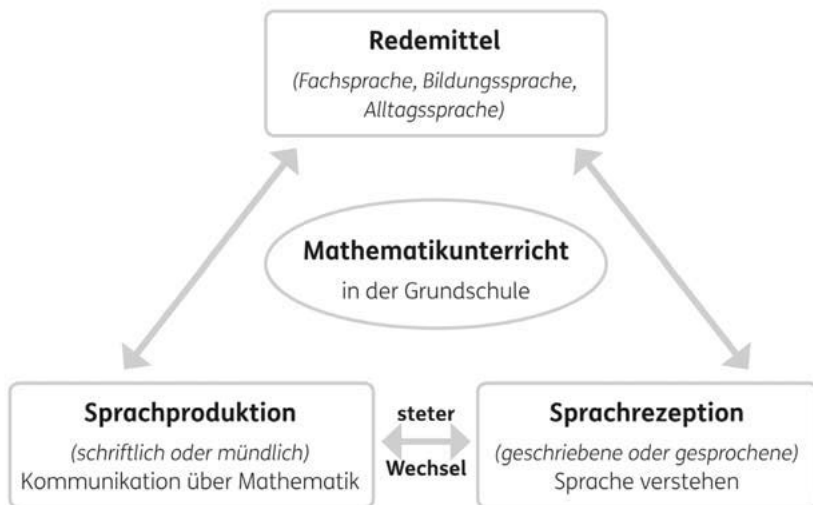 Redemittel
(Fachsprache, Bildungssprache,
Alltagssprache)
Mathematikunterricht
in der Grundschule
Sprachproduktion
(schriftlich oder mündlich)
Kommunikation über Mathematik
steter
Wechsel
Sprachrezeption
(geschriebene oder gesprochene)
Sprache verstehen